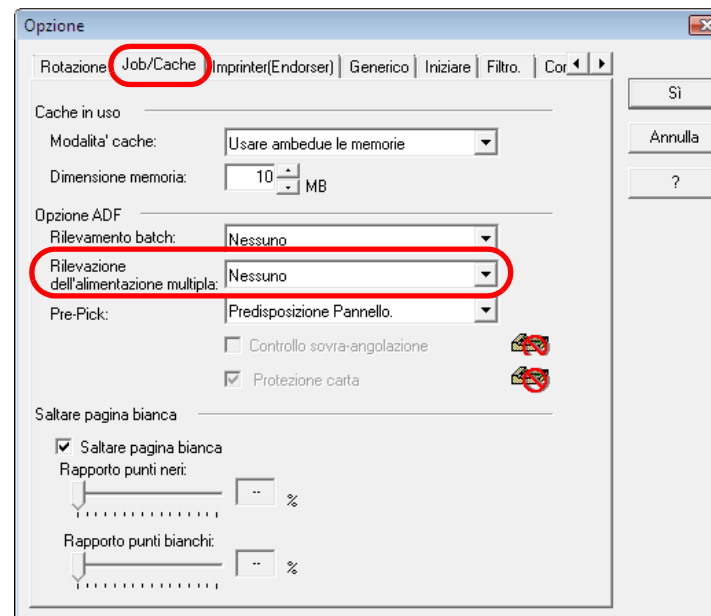 Opzione
Rotazione Job/Cache Imprinter(Endorser) Generico Iniziare Filtro. Cor
Sì
Cache in uso
Modalita' cache: Usare ambedue le memorie
Annulla
Dimensione memoria: 10 MB
?
Opzione ADF
Rilevamento batch: Nessuno
Rilevazione
dell'alimentazione multipla: Nessuno
Pre-Pick: Predisposizione Pannello.
Controllo sovra-angolazione
Protezione carta
Saltare pagina bianca
Saltare pagina bianca
Rapporto punti neri:
-- %
Rapporto punti bianchi:
-- %